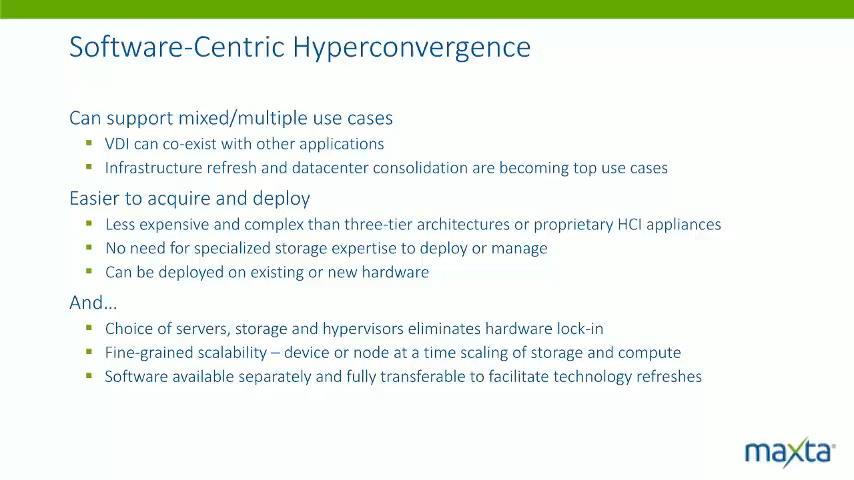 Software-Centric Hyperconvergence
Can support mixed/multiple use cases
VDI can co-exist with other applications
Infrastructure refresh and datacenter consolidation are becoming top use cases
Easier to acquire and deploy
Less expensive and complex than three-tier architectures or proprietary HCI appliances
No need for specialized storage expertise to deploy or manage
Can be deployed on existing or new hardware
And...
Choice of servers, storage and hypervisors eliminates hardware lock-in
Fine-grained scalability – device or node at a time scaling of storage and compute
Software available separately and fully transferable to facilitate technology refreshes
maxta